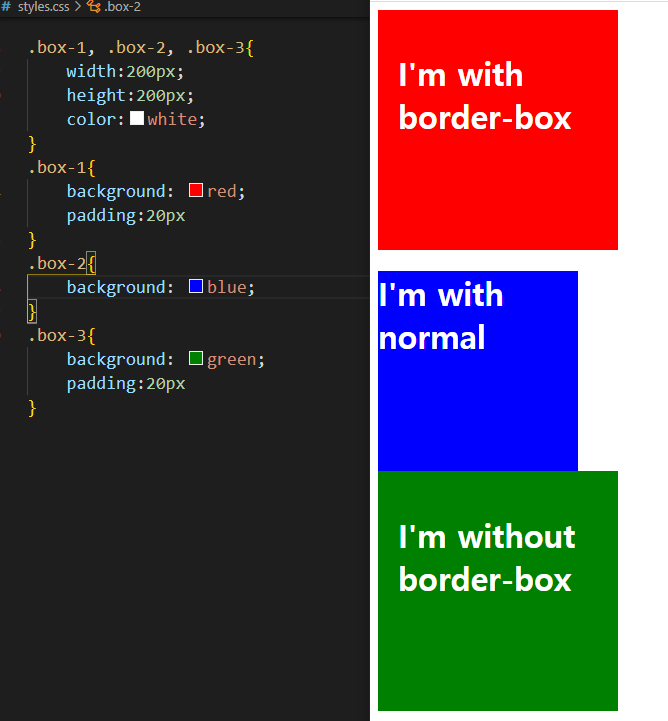 # styles.css > .box-2
.box-1, .box-2, .box-3{
width:200px;
height:200px;
color:white;
}
.box-1{
background: red;
padding:20px
}
.box-2{
background: blue;
}
.box-3{
background: green;
padding:20px
}
I'm with
border-box
I'm with
normal
I'm without
border-box